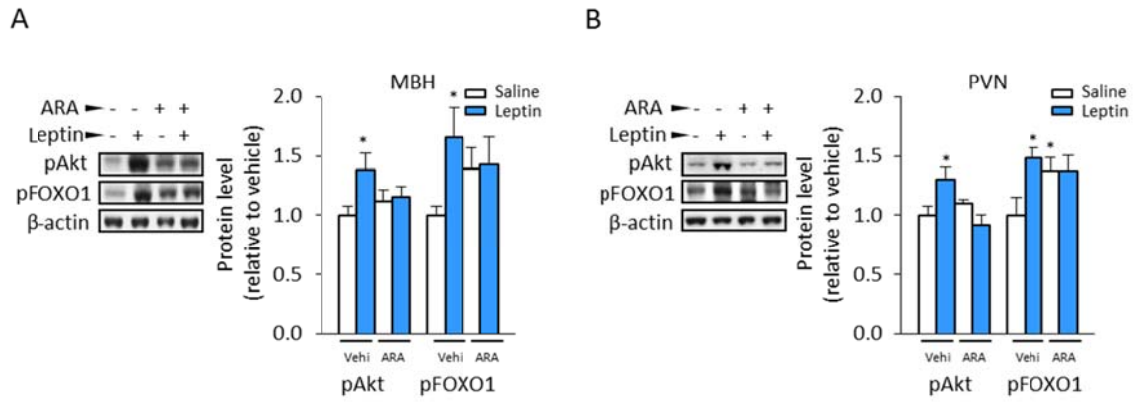 A
ARA - - + +
Leptin - + - +
pAkt
pFOXO1
β-actin
MBH
Saline
Leptin
Protein level
(relative to vehicle)
2.0
1.5
1.0
0.5
0.0
* *
Vehi ARA Vehi ARA
pAkt pFOXO1
B
ARA - - + +
Leptin - + - +
pAkt
pFOXO1
β-actin
PVN
Saline
Leptin
Protein level
(relative to vehicle)
2.0
1.5
1.0
0.5
0.0
* * *
Vehi ARA Vehi ARA
pAkt pFOXO1